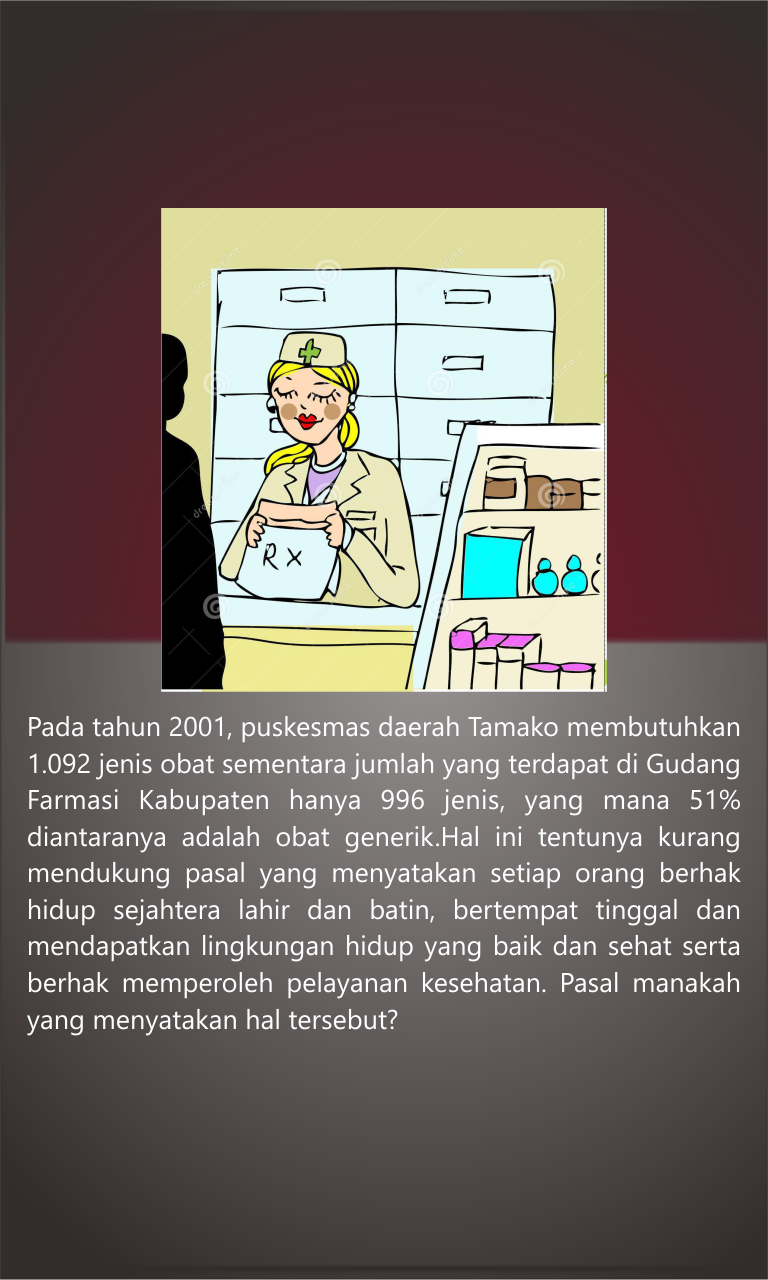 RX
Pada tahun 2001, puskesmas daerah Tamako membutuhkan
1.092 jenis obat sementara jumlah yang terdapat di Gudang
Farmasi Kabupaten hanya 996 jenis, yang mana 51%
diantaranya adalah obat generik.Hal ini tentunya kurang
mendukung pasal yang menyatakan setiap orang berhak
hidup sejahtera lahir dan batin, bertempat tinggal dan
mendapatkan lingkungan hidup yang baik dan sehat serta
berhak memperoleh pelayanan kesehatan. Pasal manakah
yang menyatakan hal tersebut?